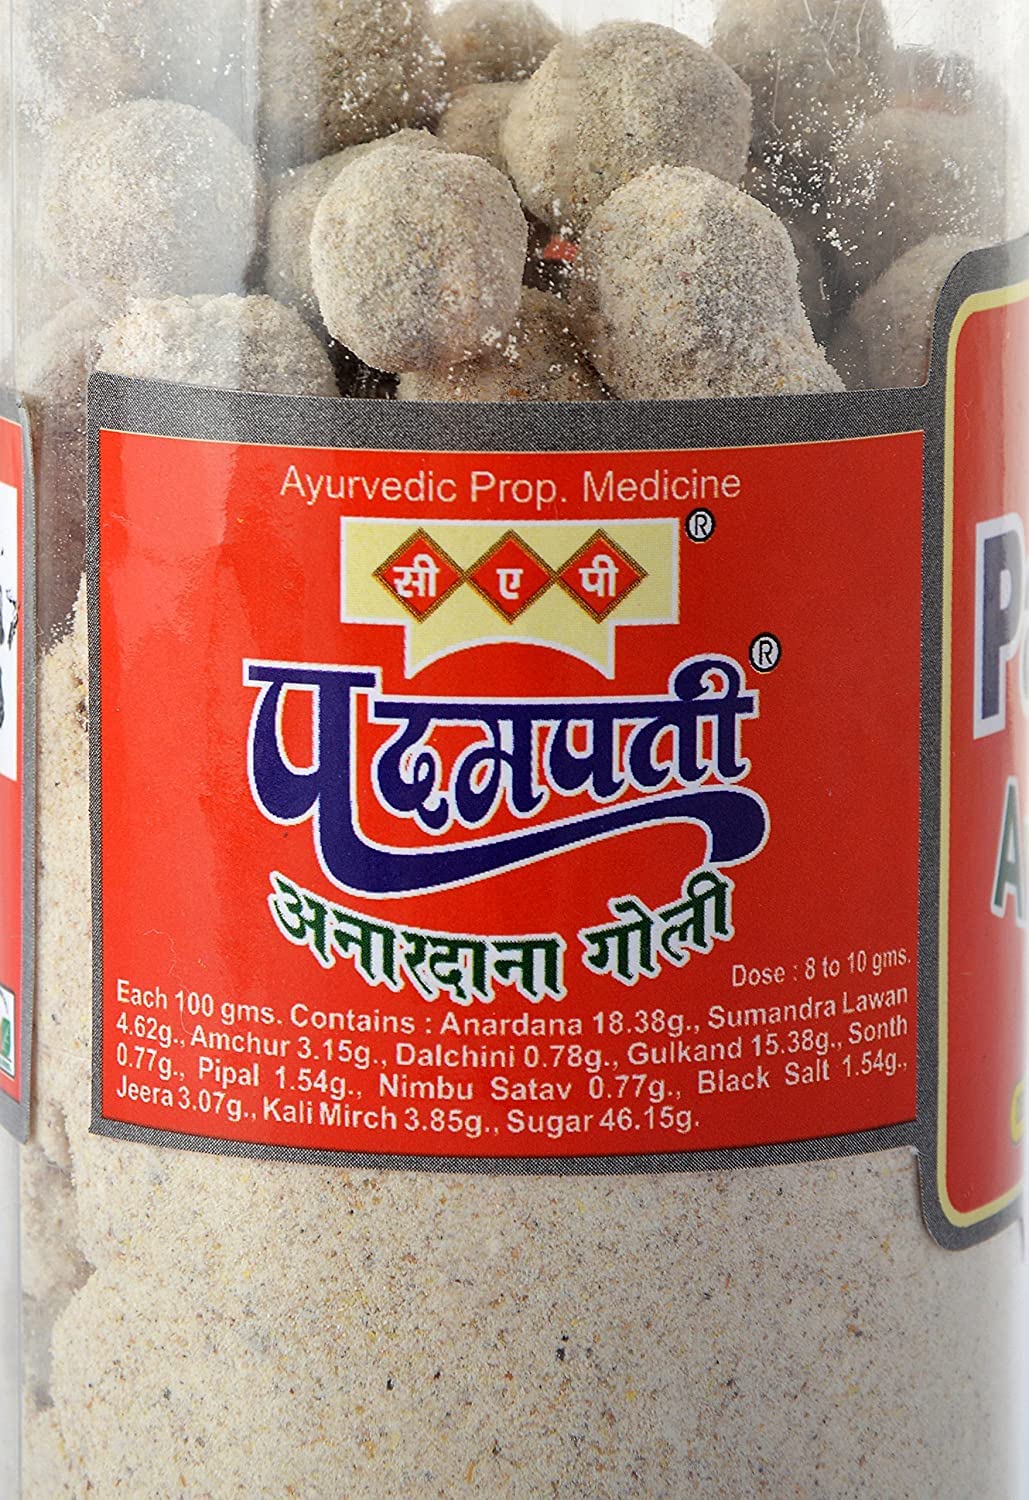 Ayurvedic Prop. Medicine
सी ए पी ®
पदमपती ®
अनारदाना गोली
Dose : 8 to 10 gms.
Each 100 gms. Contains : Anardana 18.38g., Sumandra Lawan
4.62g., Amchur 3.15g., Dalchini 0.78g., Gulkand 15.38g., Sonth
0.77g., Pipal 1.54g., Nimbu Satav 0.77g., Black Salt 1.54g.,
Jeera 3.07g., Kali Mirch 3.85g., Sugar 46.15g.
P
A